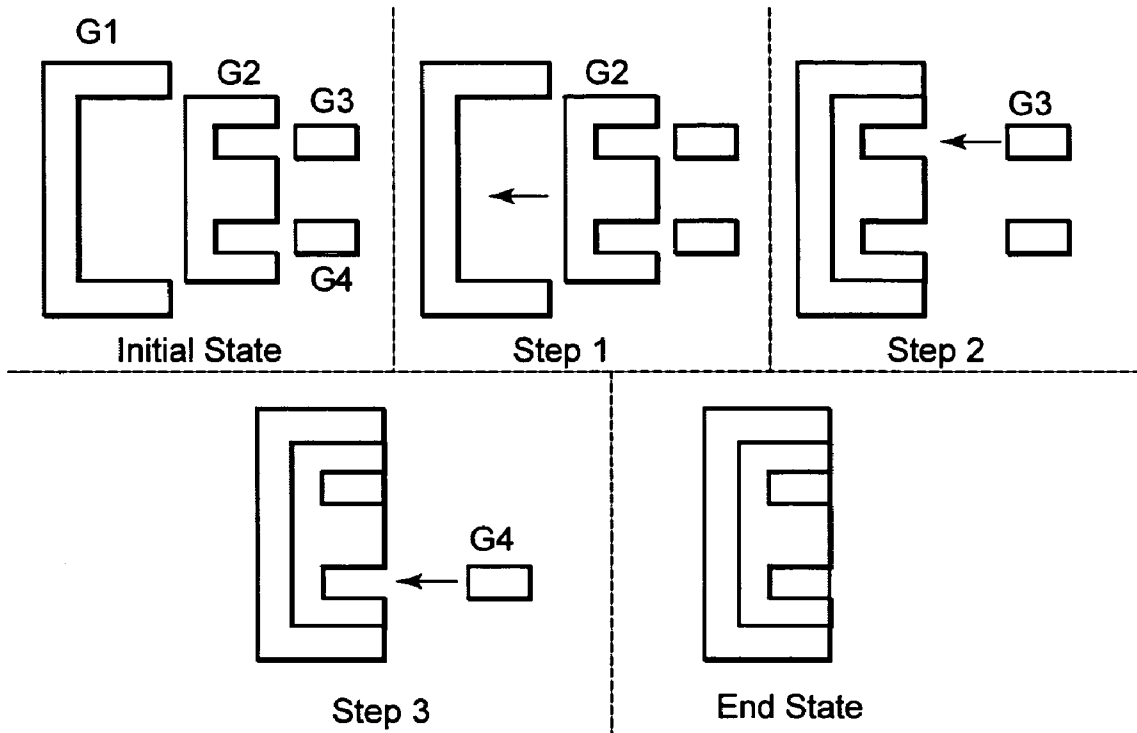 G1
G2
G3
G4
Initial State
G2
Step 1
G3
Step 2
G4
Step 3
End State